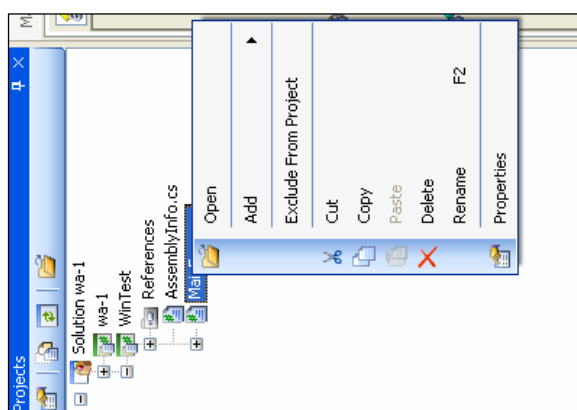 Projects
Solution wa-1
wa-1
WinTest
References
AssemblyInfo.cs
Open
Add
Exclude From Project
Cut
Copy
Paste
Delete
Rename F2
Properties